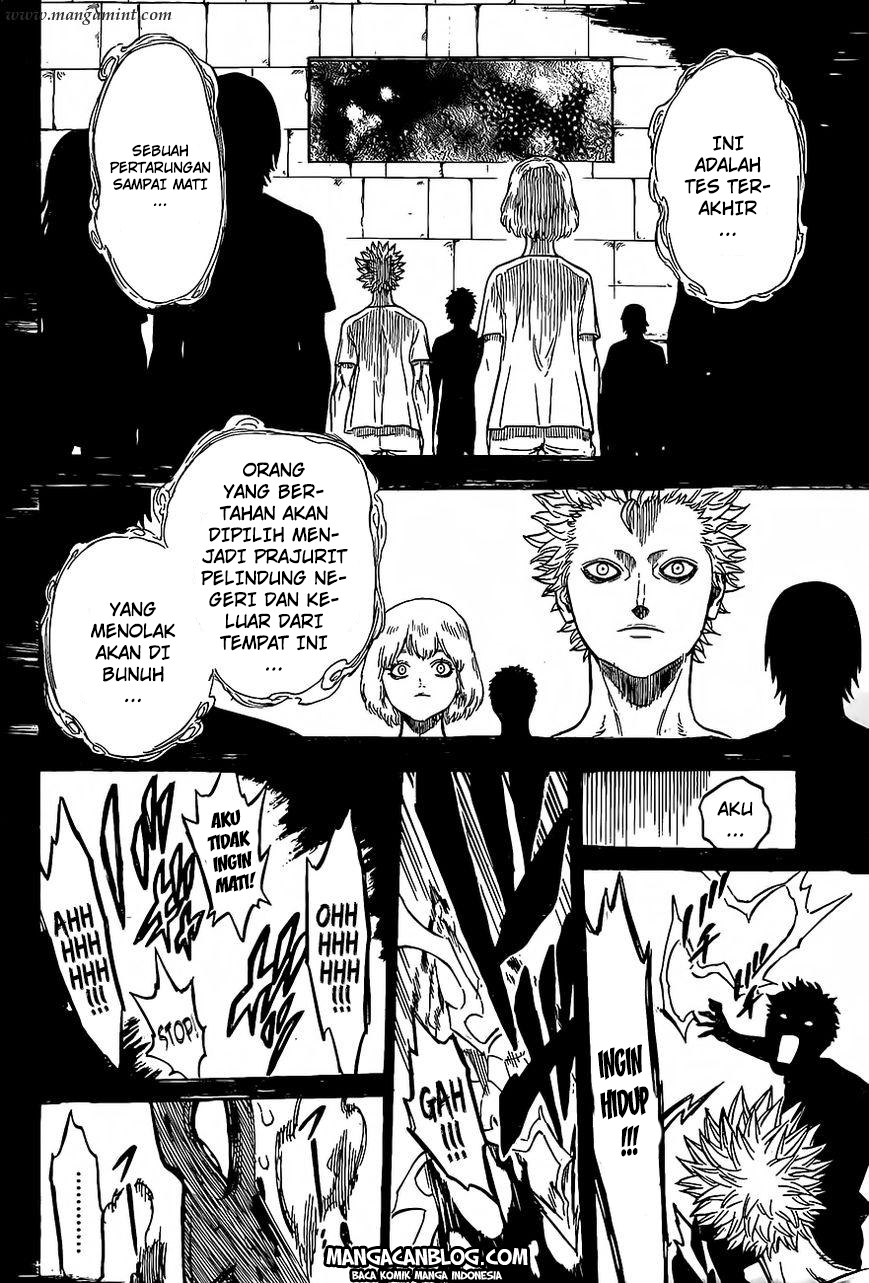 www.mangamint.com
INI
ADALAH
TES TER-
AKHIR
...
SEBUAH
PERTARUNGAN
SAMPAI MATI
...
ORANG
YANG BER-
TAHAN AKAN
DIPILIH MEN-
JADI PRAJURIT
PELINDUNG NE-
GERI DAN KE-
LUAR DARI
TEMPAT INI
...
YANG
MENOLAK
AKAN DI
BUNUH
...
AKU
...
INGIN
HIDUP
!!!
GAH
!!!
OHH
HHH
HHH
!!!
AKU
TIDAK
INGIN
MATI!
STOP!
AHH
HHH
HHH
!!!
.........
MANGACANBLOG.COM
BACA KOMIK MANGA INDONESIA